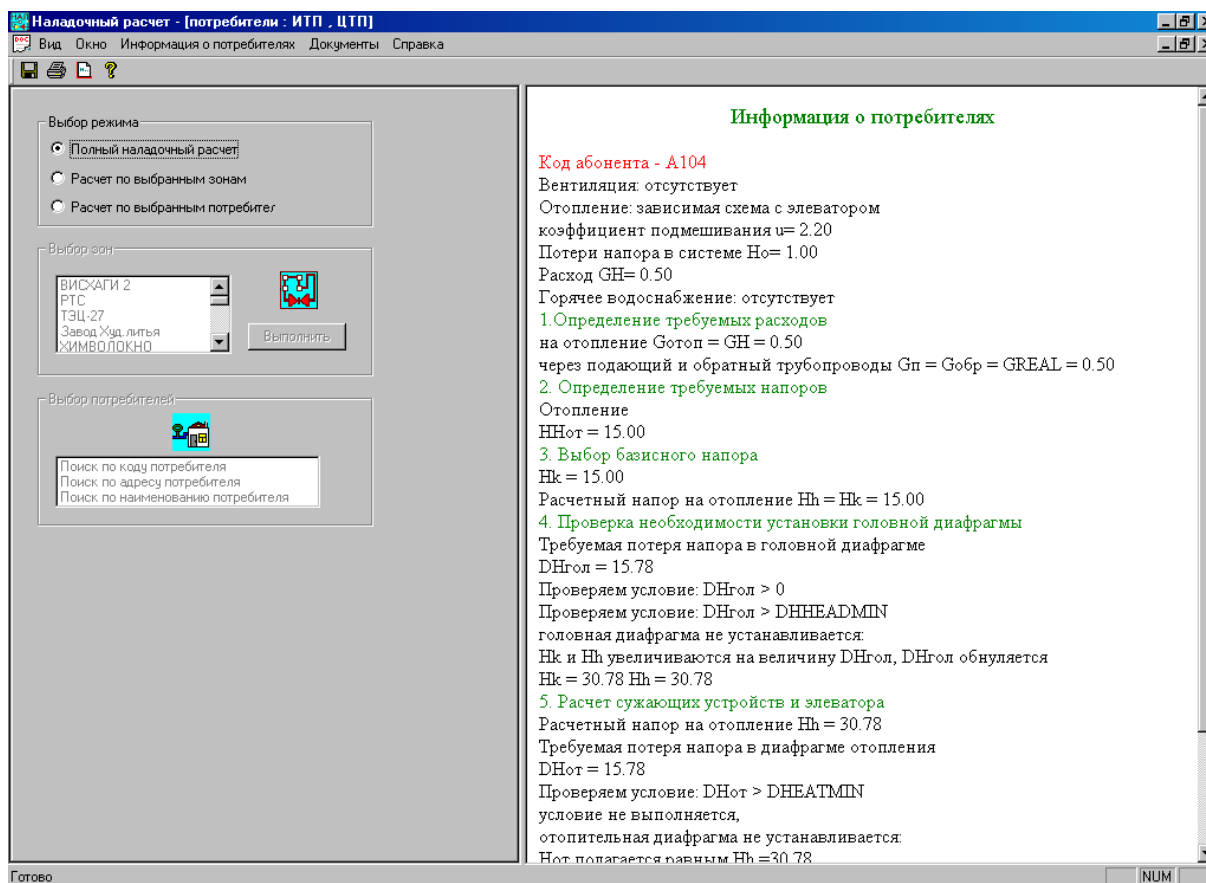 Наладочный расчет - [потребители : ИТП , ЦТП]
Вид Окно Информация о потребителях Документы Справка
Выбор режима
Полный наладочный расчет
Расчет по выбранным зонам
Расчет по выбранным потребител
Выбор зон
ВИСХАГИ 2
РТС
ТЭЦ-27
Завод Худ.литья
ХИМВОЛОКНО
Выполнить
Выбор потребителей
Поиск по коду потребителя
Поиск по адресу потребителя
Поиск по наименованию потребителя
Информация о потребителях
Код абонента - А104
Вентиляция: отсутствует
Отопление: зависимая схема с элеватором
коэффициент подмешивания u= 2.20
Потери напора в системе Но= 1.00
Расход GH= 0.50
Горячее водоснабжение: отсутствует
1.Определение требуемых расходов
на отопление Gотоп = GH = 0.50
через подающий и обратный трубопроводы Gп = Gобр = GREAL = 0.50
2. Определение требуемых напоров
Отопление
ННот = 15.00
3. Выбор базисного напора
Hk = 15.00
Расчетный напор на отопление Hh = Hk = 15.00
4. Проверка необходимости установки головной диафрагмы
Требуемая потеря напора в головной диафрагме
DHгол = 15.78
Проверяем условие: DHгол > 0
Проверяем условие: DHгол > DHHEADMIN
головная диафрагма не устанавливается:
Hk и Hh увеличиваются на величину DHгол, DHгол обнуляется
Hk = 30.78 Hh = 30.78
5. Расчет сужающих устройств и элеватора
Расчетный напор на отопление Hh = 30.78
Требуемая потеря напора в диафрагме отопления
DHот = 15.78
Проверяем условие: DHот > DHEATMIN
условие не выполняется,
отопительная диафрагма не устанавливается:
Нот полагается равным Hh =30.78
Готово
NUM